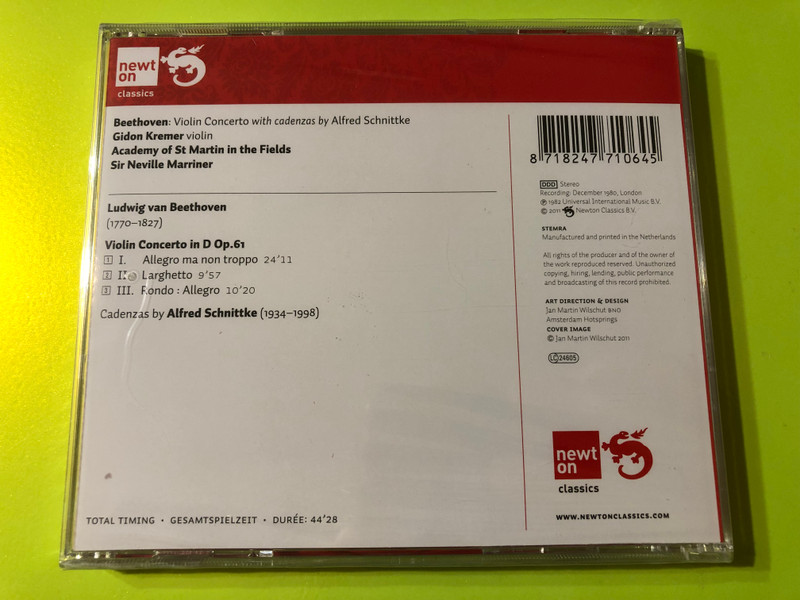 newt
on
classics
Beethoven: Violin Concerto with cadenzas by Alfred Schnittke
Gidon Kremer violin
Academy of St Martin in the Fields
Sir Neville Marriner
Ludwig van Beethoven
(1770–1827)
Violin Concerto in D Op.61
1 I. Allegro ma non troppo 24'11
2 II. Larghetto 9'57
3 III. Rondo : Allegro 10'20
Cadenzas by Alfred Schnittke (1934–1998)
TOTAL TIMING • GESAMTSPIELZEIT • DURÉE: 44'28
8 718247 710645
DDD Stereo
Recording: December 1980, London
℗ 1982 Universal International Music B.V.
© 2011 Newton Classics B.V.
STEMRA
Manufactured and printed in the Netherlands
All rights of the producer and of the owner of
the work reproduced reserved. Unauthorized
copying, hiring, lending, public performance
and broadcasting of this record prohibited.
ART DIRECTION & DESIGN
Jan Martin Wilschut BNO
Amsterdam Hotsprings
COVER IMAGE
© Jan Martin Wilschut 2011
LC 24605
newt
on
classics
WWW.NEWTONCLASSICS.COM